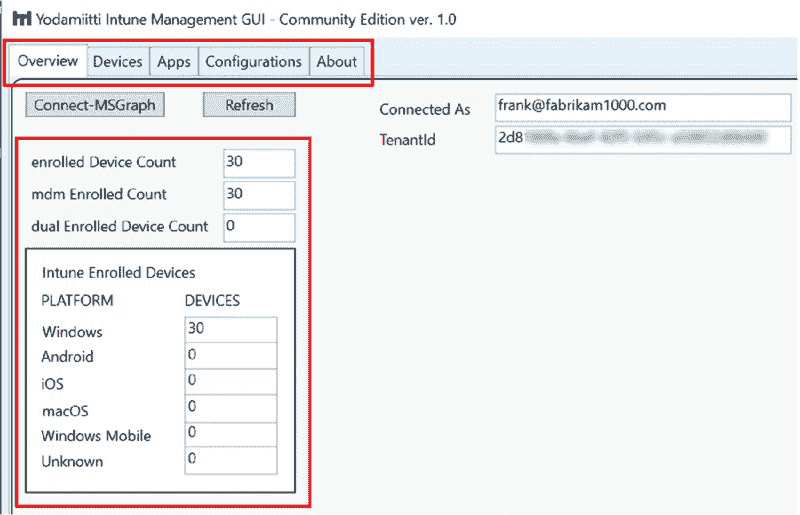 Yodamiitti Intune Management GUI - Community Edition ver. 1.0
Overview Devices Apps Configurations About
Connect-MSGraph Refresh
Connected As frank@fabrikam1000.com
TenantId 2d8
enrolled Device Count 30
mdm Enrolled Count 30
dual Enrolled Device Count 0
Intune Enrolled Devices
PLATFORM DEVICES
Windows 30
Android 0
iOS 0
macOS 0
Windows Mobile 0
Unknown 0